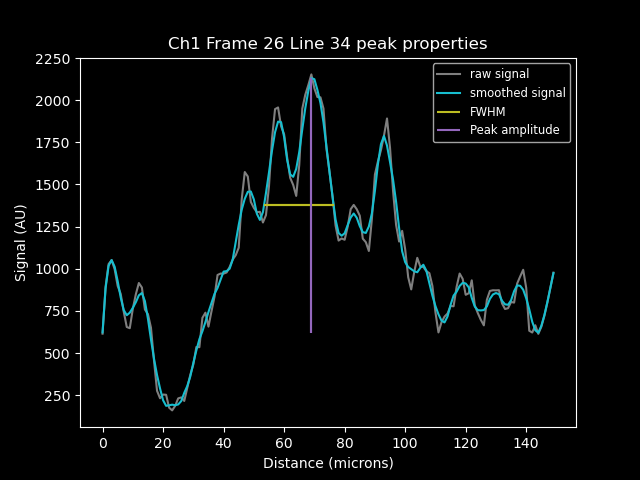 Ch1 Frame 26 Line 34 peak properties
raw signal
smoothed signal
FWHM
Peak amplitude
Signal (AU)
2250
2000
1750
1500
1250
1000
750
500
250
0 20 40 60 80 100 120 140
Distance (microns)